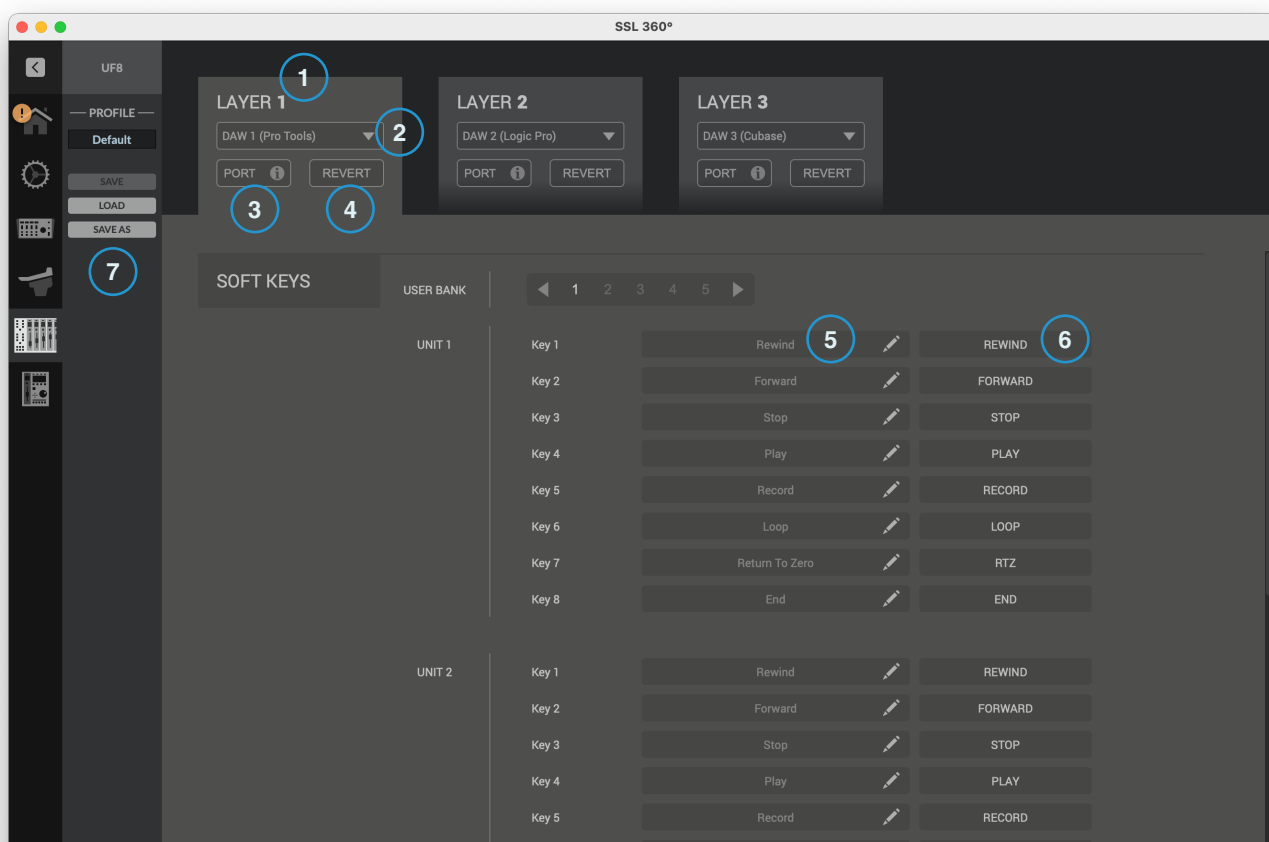 SSL 360°
UF8
PROFILE
Default
SAVE
LOAD
SAVE AS
7
1
LAYER 1
DAW 1 (Pro Tools)
2
PORT
REVERT
3
4
LAYER 2
DAW 2 (Logic Pro)
PORT
REVERT
LAYER 3
DAW 3 (Cubase)
PORT
REVERT
SOFT KEYS
USER BANK
1 2 3 4 5
5
6
UNIT 1
Key 1 Rewind REWIND
Key 2 Forward FORWARD
Key 3 Stop STOP
Key 4 Play PLAY
Key 5 Record RECORD
Key 6 Loop LOOP
Key 7 Return To Zero RTZ
Key 8 End END
UNIT 2
Key 1 Rewind REWIND
Key 2 Forward FORWARD
Key 3 Stop STOP
Key 4 Play PLAY
Key 5 Record RECORD